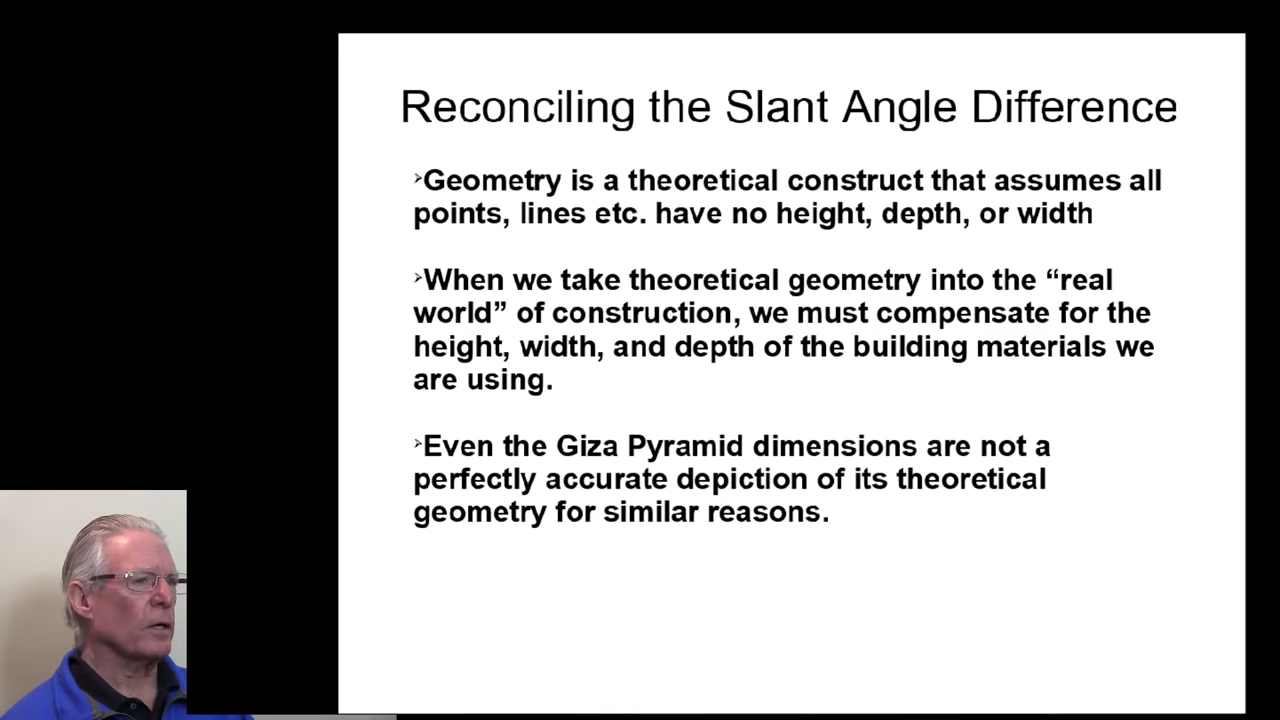 Reconciling the Slant Angle Difference
➢Geometry is a theoretical construct that assumes all
points, lines etc. have no height, depth, or width
➢When we take theoretical geometry into the “real
world” of construction, we must compensate for the
height, width, and depth of the building materials we
are using.
➢Even the Giza Pyramid dimensions are not a
perfectly accurate depiction of its theoretical
geometry for similar reasons.